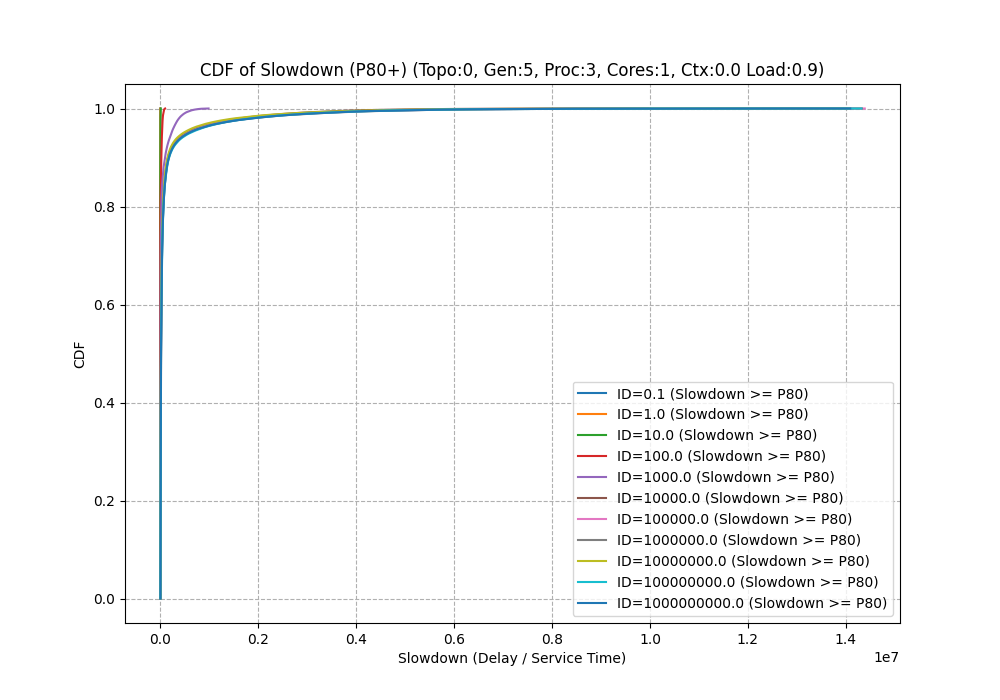 CDF of Slowdown (P80+) (Topo:0, Gen:5, Proc:3, Cores:1, Ctx:0.0 Load:0.9)
1.0
0.8
0.6
0.4
0.2
0.0
CDF
ID=0.1 (Slowdown >= P80)
ID=1.0 (Slowdown >= P80)
ID=10.0 (Slowdown >= P80)
ID=100.0 (Slowdown >= P80)
ID=1000.0 (Slowdown >= P80)
ID=10000.0 (Slowdown >= P80)
ID=100000.0 (Slowdown >= P80)
ID=1000000.0 (Slowdown >= P80)
ID=10000000.0 (Slowdown >= P80)
ID=100000000.0 (Slowdown >= P80)
ID=1000000000.0 (Slowdown >= P80)
0.0 0.2 0.4 0.6 0.8 1.0 1.2 1.4
1e7
Slowdown (Delay / Service Time)